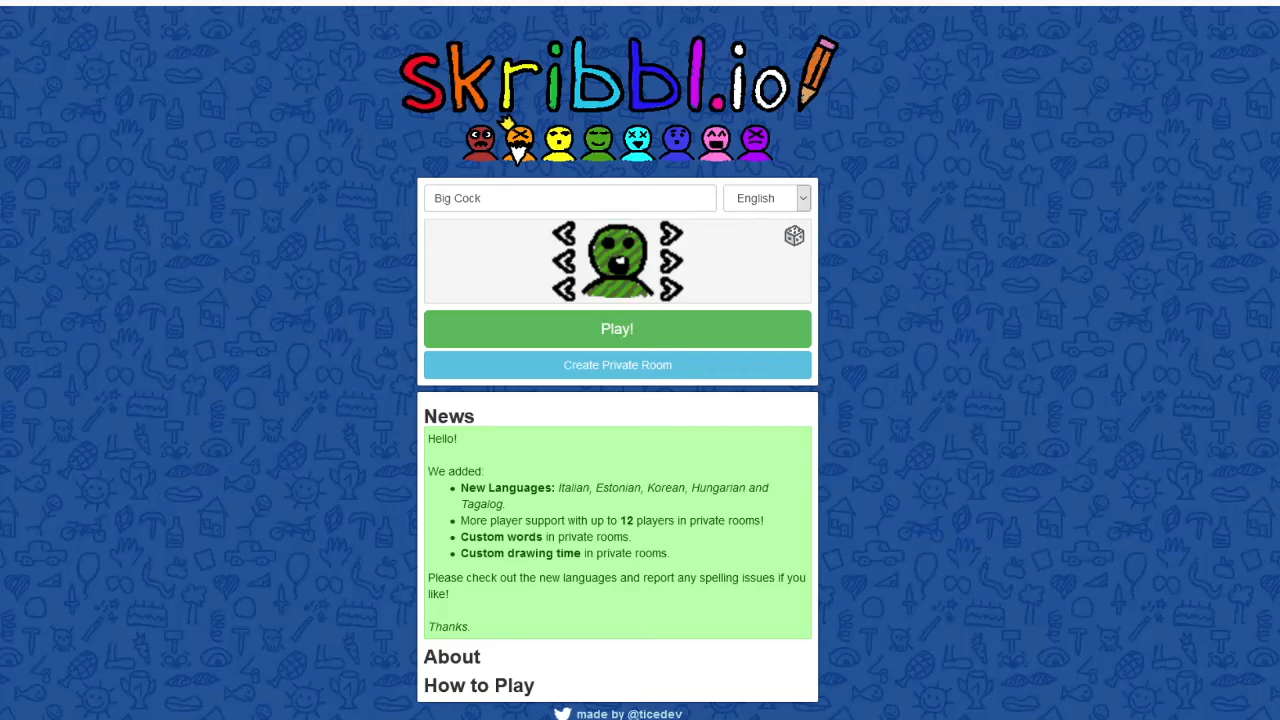 skribbl.io
Big Cock
English
Play!
Create Private Room
News
Hello!
We added:
• New Languages: Italian, Estonian, Korean, Hungarian and
Tagalog.
• More player support with up to 12 players in private rooms!
• Custom words in private rooms.
• Custom drawing time in private rooms.
Please check out the new languages and report any spelling issues if you
like!
Thanks.
About
How to Play
made by @ticedev